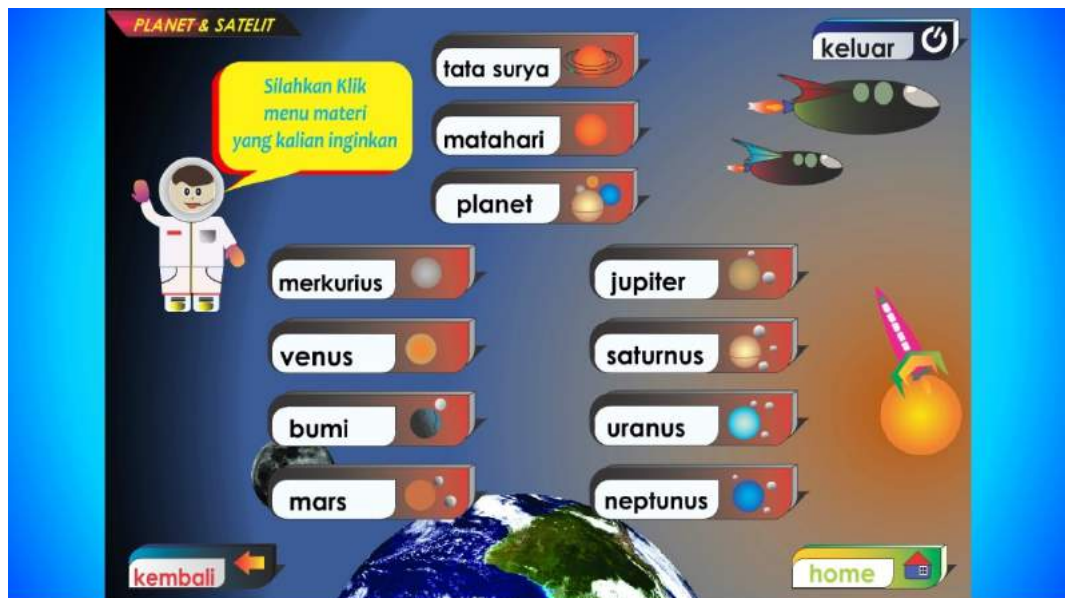 PLANET & SATELIT
keluar
tata surya
Silahkan Klik
menu materi
yang kalian inginkan
matahari
planet
merkurius
jupiter
venus
saturnus
bumi
uranus
mars
neptunus
kembali
home